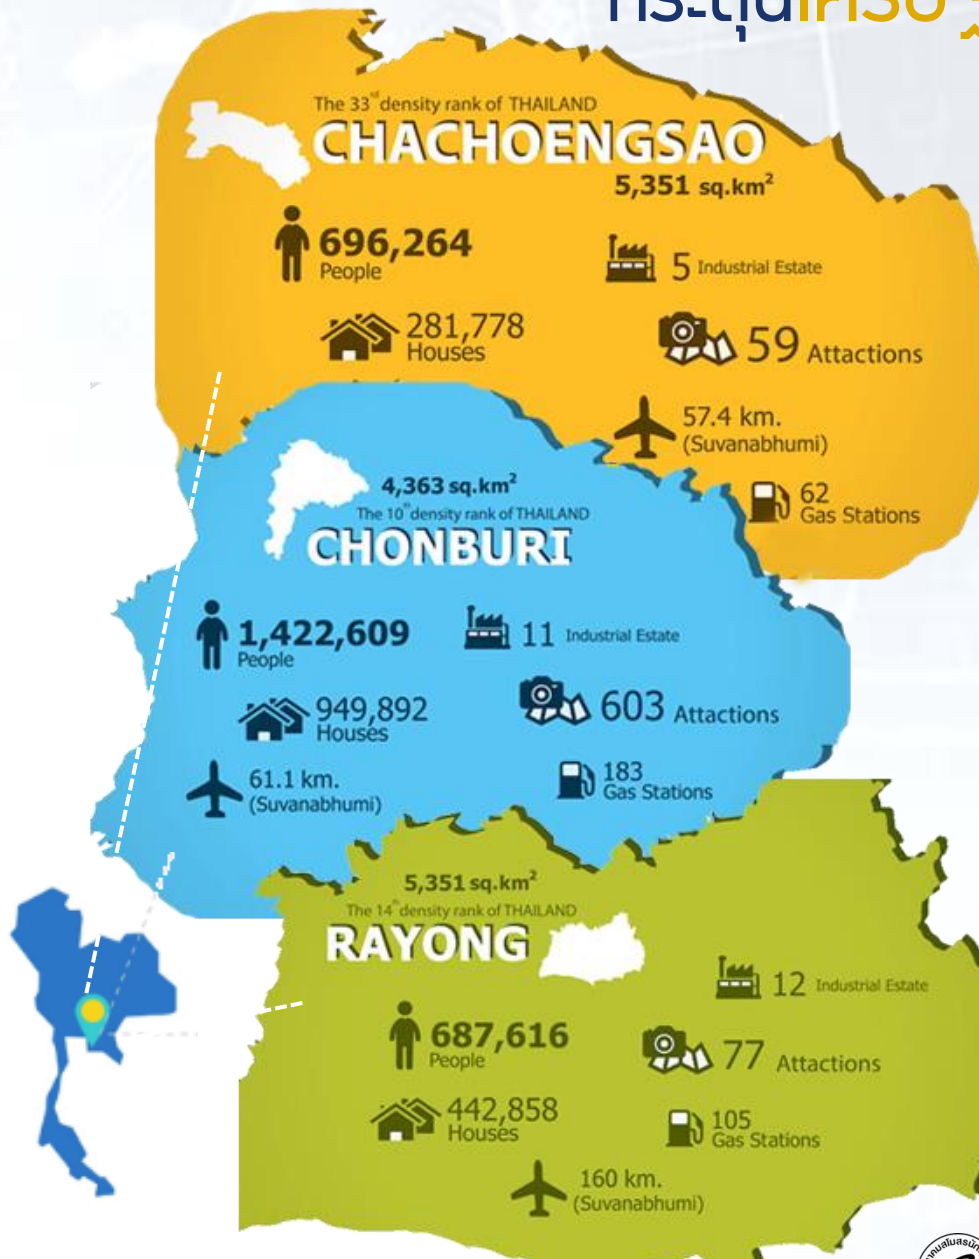 The 33rd density rank of THAILAND
CHACHOENGSAO
5,351 sq.km²
696,264
People
5 Industrial Estate
281,778
Houses
59 Attactions
57.4 km.
(Suvanabhumi)
62
Gas Stations
4,363 sq.km²
The 10th density rank of THAILAND
CHONBURI
1,422,609
People
11 Industrial Estate
949,892
Houses
603 Attactions
61.1 km.
(Suvanabhumi)
183
Gas Stations
5,351 sq.km²
The 14th density rank of THAILAND
RAYONG
12 Industrial Estate
687,616
People
77 Attactions
442,858
Houses
105
Gas Stations
160 km.
(Suvanabhumi)